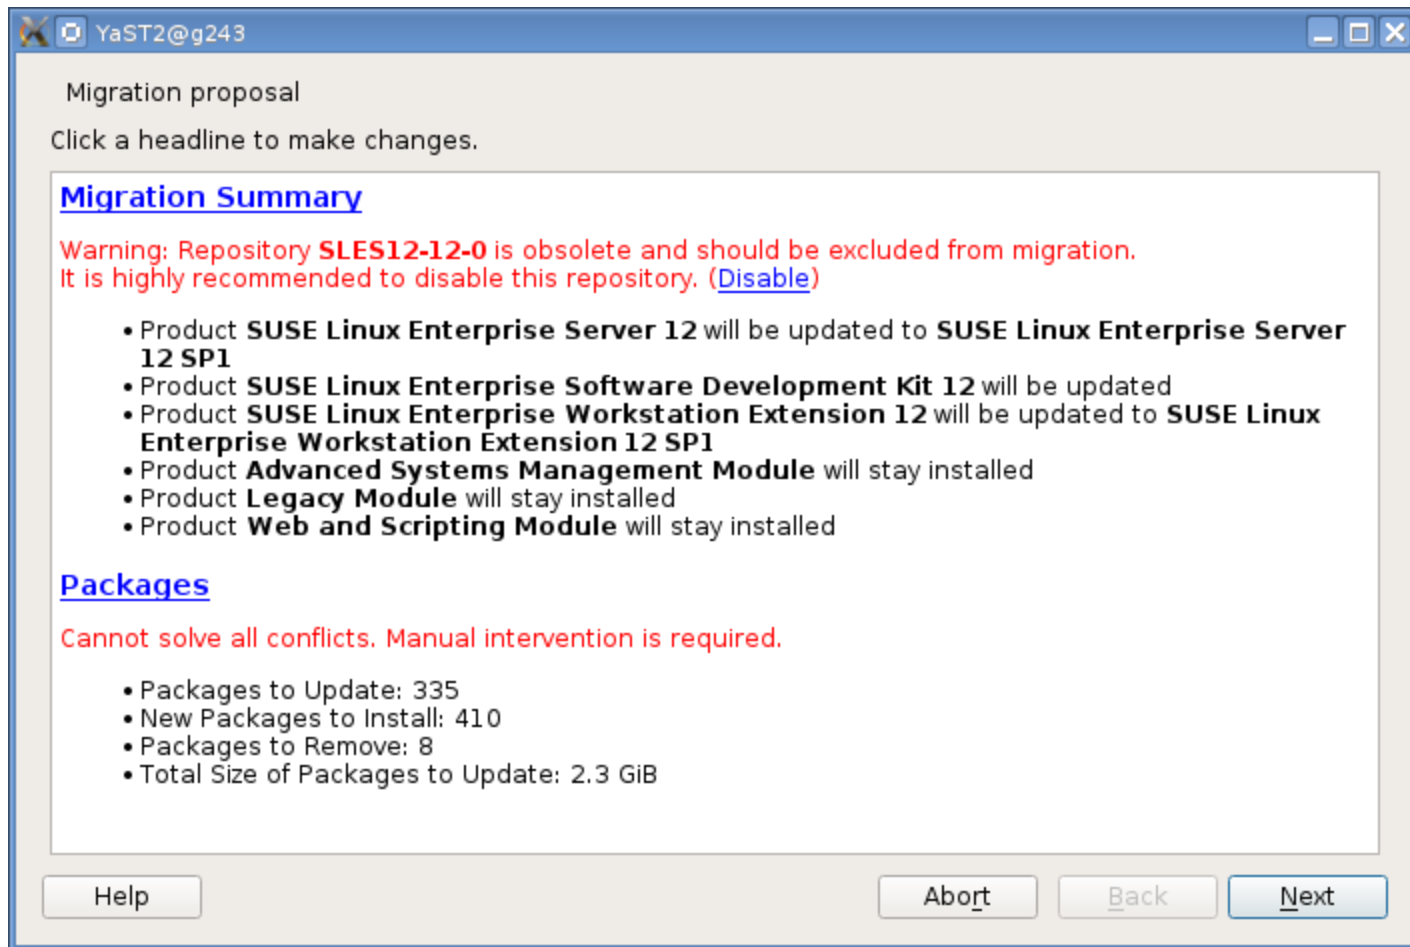 YaST2@g243
Migration proposal
Click a headline to make changes.
Migration Summary
Warning: Repository SLES12-12-0 is obsolete and should be excluded from migration.
It is highly recommended to disable this repository. (Disable)
• Product SUSE Linux Enterprise Server 12 will be updated to SUSE Linux Enterprise Server
12 SP1
• Product SUSE Linux Enterprise Software Development Kit 12 will be updated
• Product SUSE Linux Enterprise Workstation Extension 12 will be updated to SUSE Linux
Enterprise Workstation Extension 12 SP1
• Product Advanced Systems Management Module will stay installed
• Product Legacy Module will stay installed
• Product Web and Scripting Module will stay installed
Packages
Cannot solve all conflicts. Manual intervention is required.
• Packages to Update: 335
• New Packages to Install: 410
• Packages to Remove: 8
• Total Size of Packages to Update: 2.3 GiB
Help Abort Back Next